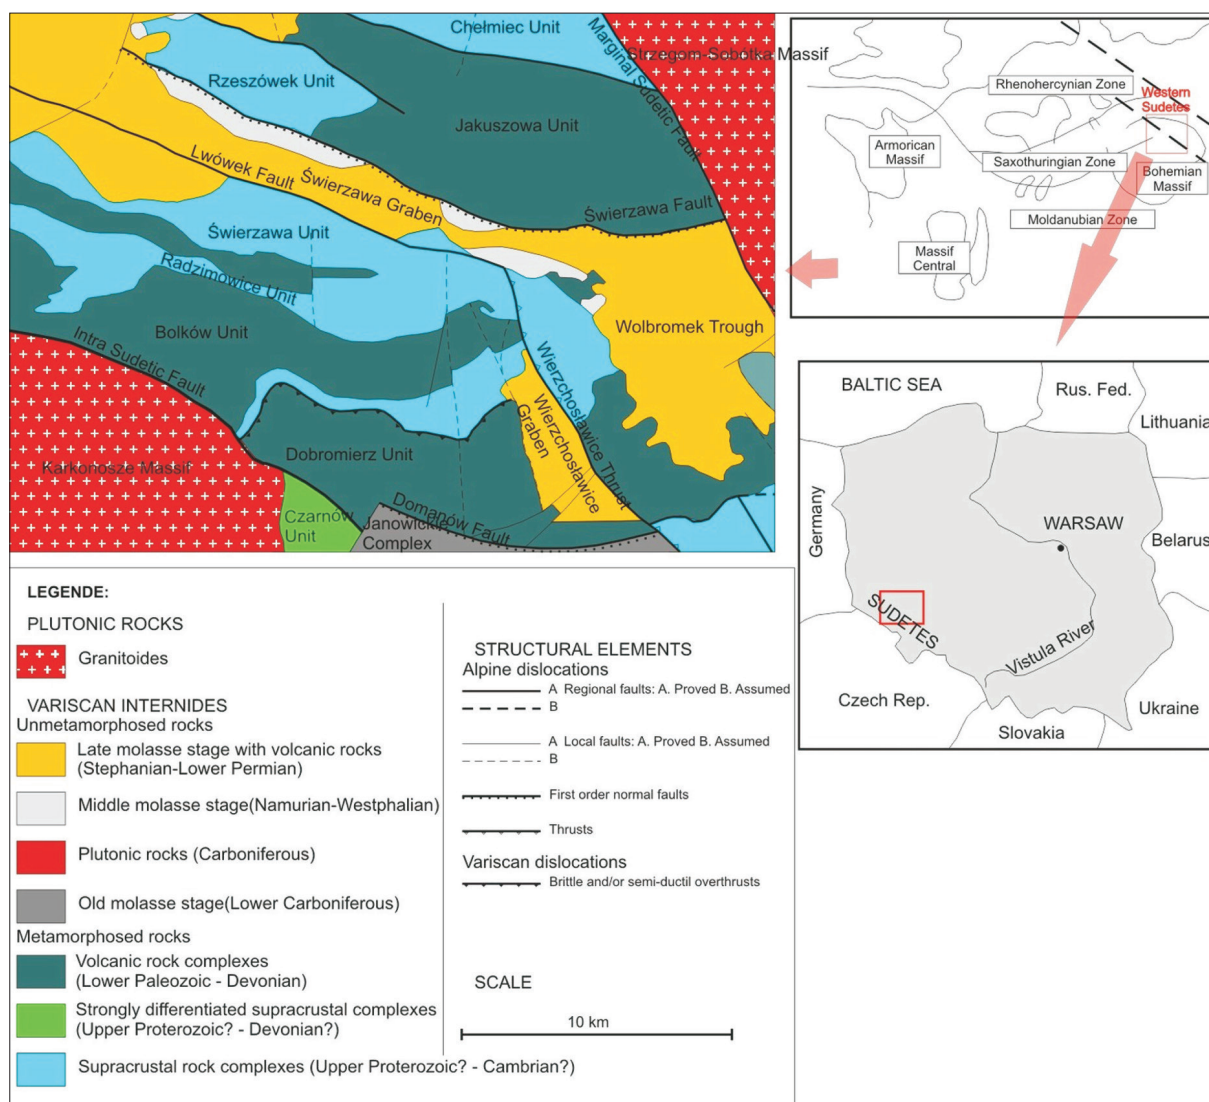 Chełmiec Unit
Strzegom-Sobótka Massif
Marginal Sudetic Fault
Rzeszówek Unit
Jakuszowa Unit
Lwówek Fault
Świerzawa Graben
Świerzawa Fault
Świerzawa Unit
Radzimowice Unit
Bolków Unit
Wolbromek Trough
Intra Sudetic Fault
Wierzchosławice Thrust
Wierzchosławice
Graben
Dobromierz Unit
Karkonosze Massif
Domanów Fault
Czarnów
Unit
Janowickie
Complex
Rhenohercynian Zone
Western
Sudetes
Armorican
Massif
Saxothuringian Zone
Bohemian
Massif
Moldanubian Zone
Massif
Central
BALTIC SEA
Rus. Fed.
Lithuania
Germany
WARSAW
Belarus
SUDETES
Vistula River
Czech Rep.
Ukraine
Slovakia
LEGENDE:
PLUTONIC ROCKS
Granitoides
VARISCAN INTERNIDES
Unmetamorphosed rocks
Late molasse stage with volcanic rocks
(Stephanian-Lower Permian)
Middle molasse stage(Namurian-Westphalian)
Plutonic rocks (Carboniferous)
Old molasse stage(Lower Carboniferous)
Metamorphosed rocks
Volcanic rock complexes
(Lower Paleozoic - Devonian)
Strongly differentiated supracrustal complexes
(Upper Proterozoic? - Devonian?)
Supracrustal rock complexes (Upper Proterozoic? - Cambrian?)
STRUCTURAL ELEMENTS
Alpine dislocations
A Regional faults: A. Proved B. Assumed
B
A Local faults: A. Proved B. Assumed
B
First order normal faults
Thrusts
Variscan dislocations
Brittle and/or semi-ductil overthrusts
SCALE
10 km